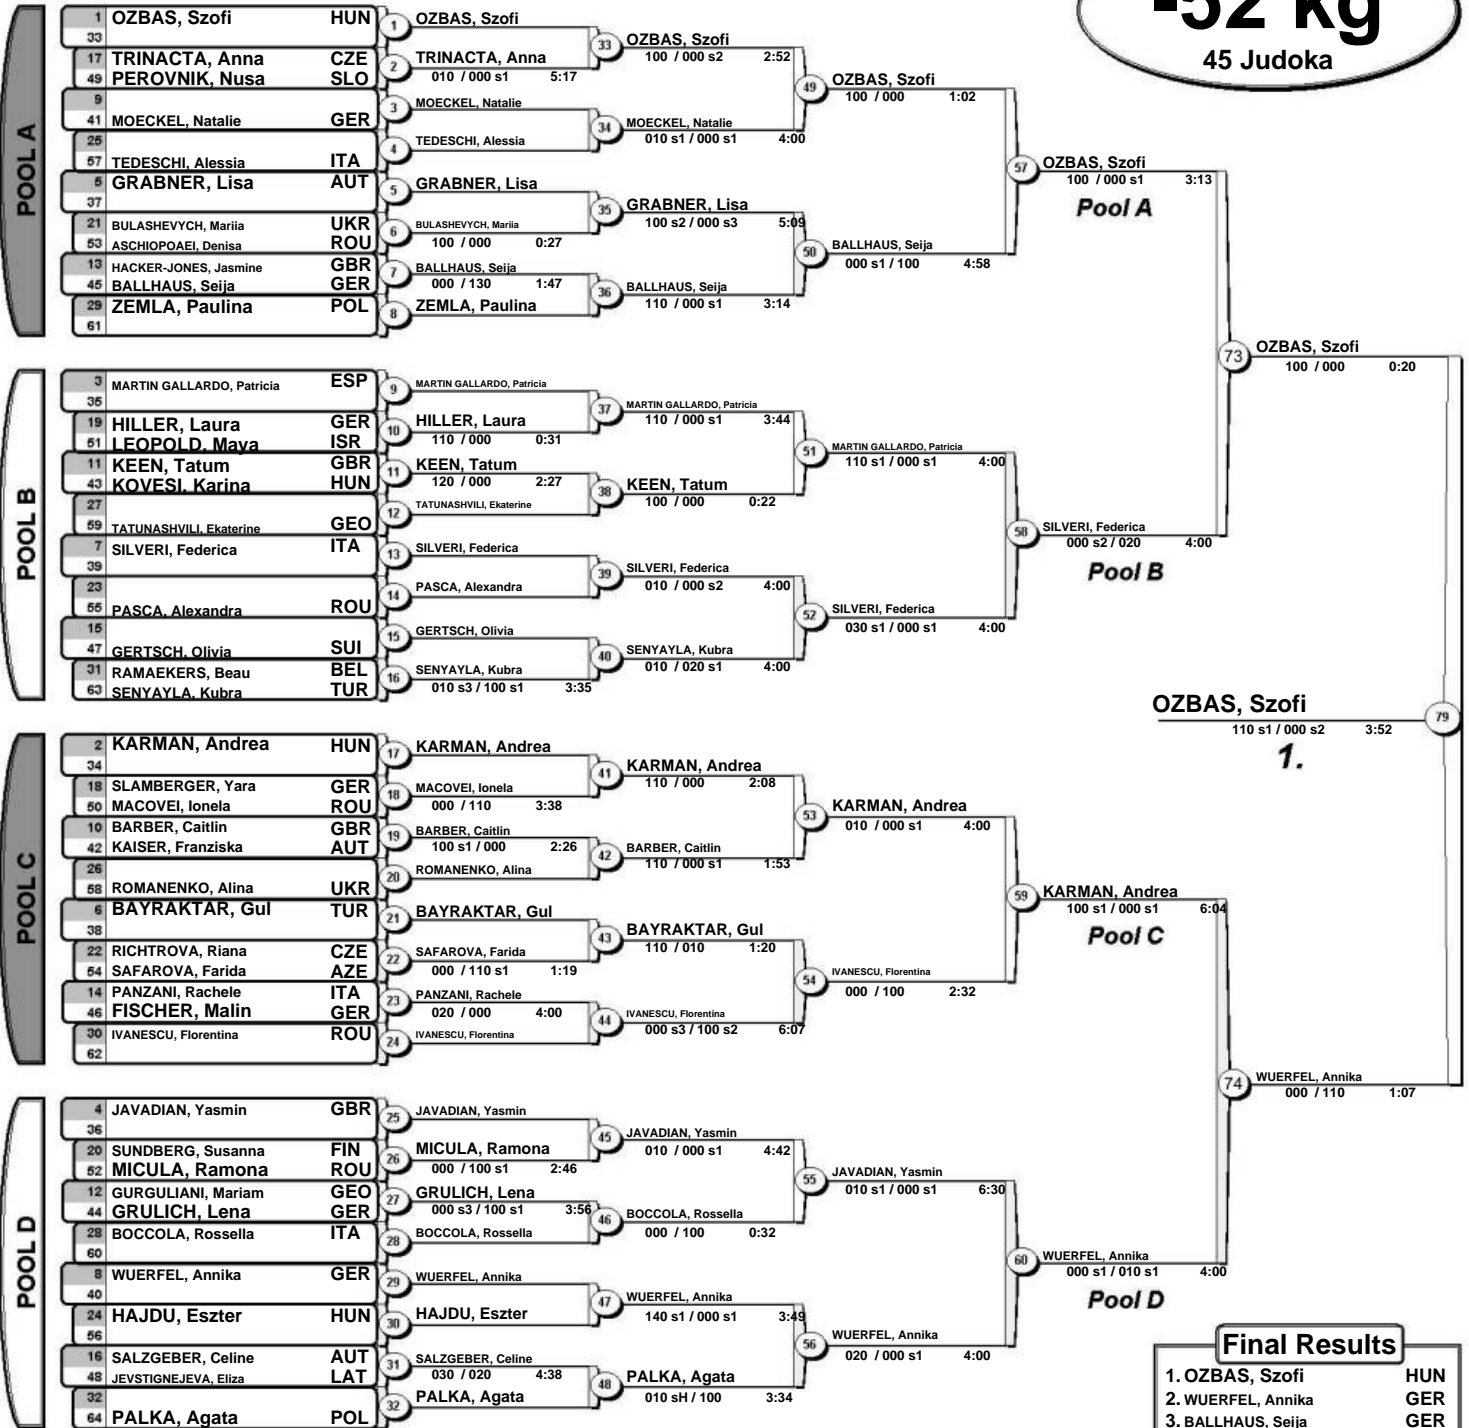 -52 kg
45 Judoka
POOL A
1 OZBAS, Szofi HUN
33
17 TRINACTA, Anna CZE
49 PEROVNIK, Nusa SLO
9
41 MOECKEL, Natalie GER
25
57 TEDESCHI, Alessia ITA
5 GRABNER, Lisa AUT
37
21 BULASHEVYCH, Mariia UKR
53 ASCHIOPOAEI, Denisa ROU
13 HACKER-JONES, Jasmine GBR
45 BALLHAUS, Seija GER
29 ZEMLA, Paulina POL
61
1 OZBAS, Szofi
2 TRINACTA, Anna
010 / 000 s1 5:17
3 MOECKEL, Natalie
4 TEDESCHI, Alessia
5 GRABNER, Lisa
6 BULASHEVYCH, Mariia
100 / 000 0:27
7 BALLHAUS, Seija
000 / 130 1:47
8 ZEMLA, Paulina
33 OZBAS, Szofi
100 / 000 s2 2:52
34 MOECKEL, Natalie
010 s1 / 000 s1 4:00
35 GRABNER, Lisa
100 s2 / 000 s3 5:09
36 BALLHAUS, Seija
110 / 000 s1 3:14
49 OZBAS, Szofi
100 / 000 1:02
50 BALLHAUS, Seija
000 s1 / 100 4:58
57 OZBAS, Szofi
100 / 000 s1 3:13
Pool A
POOL B
3 MARTIN GALLARDO, Patricia ESP
35
19 HILLER, Laura GER
51 LEOPOLD, Maya ISR
11 KEEN, Tatum GBR
43 KOVESI, Karina HUN
27
59 TATUNASHVILI, Ekaterine GEO
7 SILVERI, Federica ITA
39
23
55 PASCA, Alexandra ROU
15
47 GERTSCH, Olivia SUI
31 RAMAEKERS, Beau BEL
63 SENYAYLA, Kubra TUR
9 MARTIN GALLARDO, Patricia
10 HILLER, Laura
110 / 000 0:31
11 KEEN, Tatum
120 / 000 2:27
12 TATUNASHVILI, Ekaterine
13 SILVERI, Federica
14 PASCA, Alexandra
15 GERTSCH, Olivia
16 SENYAYLA, Kubra
010 s3 / 100 s1 3:35
37 MARTIN GALLARDO, Patricia
110 / 000 s1 3:44
38 KEEN, Tatum
100 / 000 0:22
39 SILVERI, Federica
010 / 000 s2 4:00
40 SENYAYLA, Kubra
010 / 020 s1 4:00
51 MARTIN GALLARDO, Patricia
110 s1 / 000 s1 4:00
52 SILVERI, Federica
030 s1 / 000 s1 4:00
58 SILVERI, Federica
000 s2 / 020 4:00
Pool B
73 OZBAS, Szofi
100 / 000 0:20
OZBAS, Szofi 79
110 s1 / 000 s2 3:52
1.
POOL C
2 KARMAN, Andrea HUN
34
18 SLAMBERGER, Yara GER
50 MACOVEI, Ionela ROU
10 BARBER, Caitlin GBR
42 KAISER, Franziska AUT
26
58 ROMANENKO, Alina UKR
6 BAYRAKTAR, Gul TUR
38
22 RICHTROVA, Riana CZE
54 SAFAROVA, Farida AZE
14 PANZANI, Rachele ITA
46 FISCHER, Malin GER
30 IVANESCU, Florentina ROU
62
17 KARMAN, Andrea
18 MACOVEI, Ionela
000 / 110 3:38
19 BARBER, Caitlin
100 s1 / 000 2:26
20 ROMANENKO, Alina
21 BAYRAKTAR, Gul
22 SAFAROVA, Farida
000 / 110 s1 1:19
23 PANZANI, Rachele
020 / 000 4:00
24 IVANESCU, Florentina
41 KARMAN, Andrea
110 / 000 2:08
42 BARBER, Caitlin
110 / 000 s1 1:53
43 BAYRAKTAR, Gul
110 / 010 1:20
44 IVANESCU, Florentina
000 s3 / 100 s2 6:07
53 KARMAN, Andrea
010 / 000 s1 4:00
54 IVANESCU, Florentina
000 / 100 2:32
59 KARMAN, Andrea
100 s1 / 000 s1 6:04
Pool C
POOL D
4 JAVADIAN, Yasmin GBR
36
20 SUNDBERG, Susanna FIN
52 MICULA, Ramona ROU
12 GURGULIANI, Mariam GEO
44 GRULICH, Lena GER
28 BOCCOLA, Rossella ITA
60
8 WUERFEL, Annika GER
40
24 HAJDU, Eszter HUN
56
16 SALZGEBER, Celine AUT
48 JEVSTIGNEJEVA, Eliza LAT
32
64 PALKA, Agata POL
25 JAVADIAN, Yasmin
26 MICULA, Ramona
000 / 100 s1 2:46
27 GRULICH, Lena
000 s3 / 100 s1 3:56
28 BOCCOLA, Rossella
29 WUERFEL, Annika
30 HAJDU, Eszter
31 SALZGEBER, Celine
030 / 020 4:38
32 PALKA, Agata
45 JAVADIAN, Yasmin
010 / 000 s1 4:42
46 BOCCOLA, Rossella
000 / 100 0:32
47 WUERFEL, Annika
140 s1 / 000 s1 3:49
48 PALKA, Agata
010 sH / 100 3:34
55 JAVADIAN, Yasmin
010 s1 / 000 s1 6:30
56 WUERFEL, Annika
020 / 000 s1 4:00
60 WUERFEL, Annika
000 s1 / 010 s1 4:00
Pool D
74 WUERFEL, Annika
000 / 110 1:07
Final Results
1. OZBAS, Szofi HUN
2. WUERFEL, Annika GER
3. BALLHAUS, Seija GER